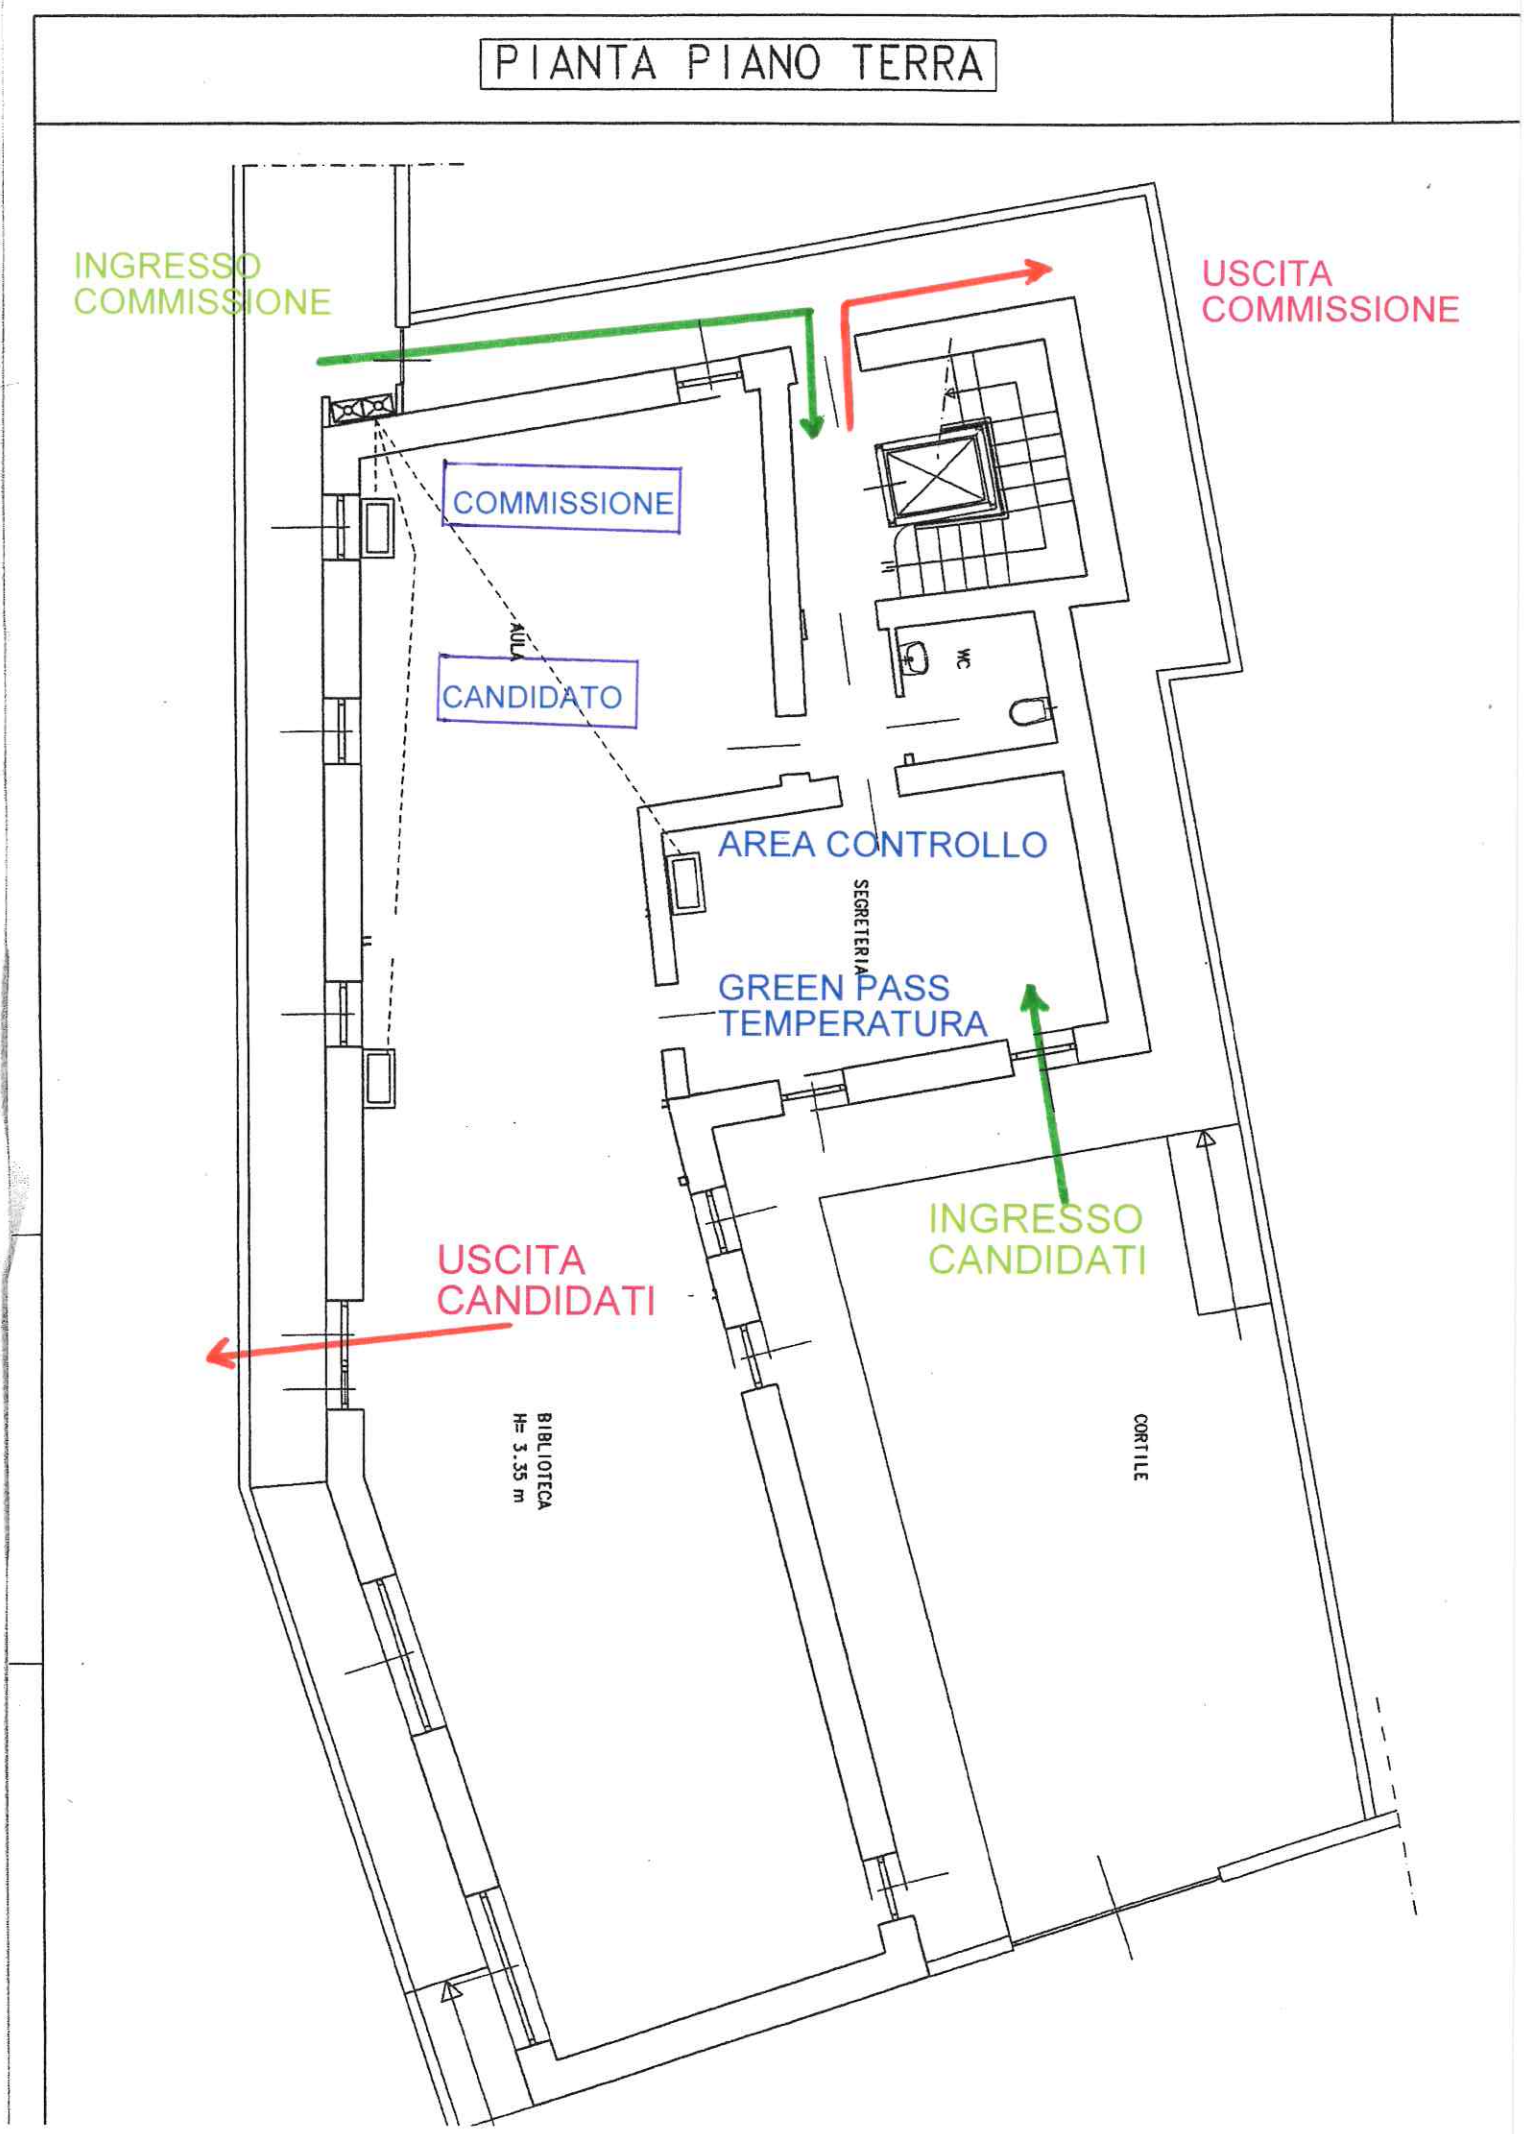 PIANTA PIANO TERRA
INGRESSO
COMMISSIONE
USCITA
COMMISSIONE
COMMISSIONE
AULA
CANDIDATO
WC
AREA CONTROLLO
SEGRETERIA
GREEN PASS
TEMPERATURA
INGRESSO
CANDIDATI
USCITA
CANDIDATI
BIBLIOTECA
H= 3.35 m
CORTILE